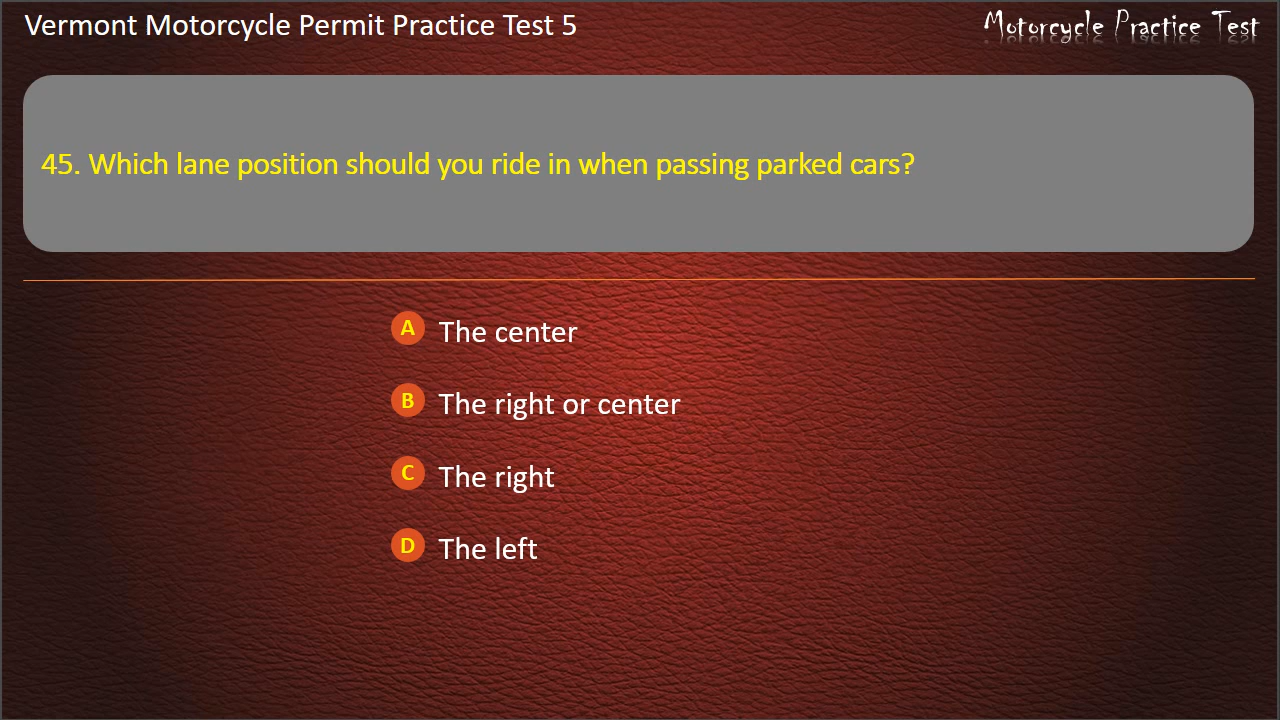 Vermont Motorcycle Permit Practice Test 5
Motorcycle Practice Test
45. Which lane position should you ride in when passing parked cars?
A The center
B The right or center
C The right
D The left